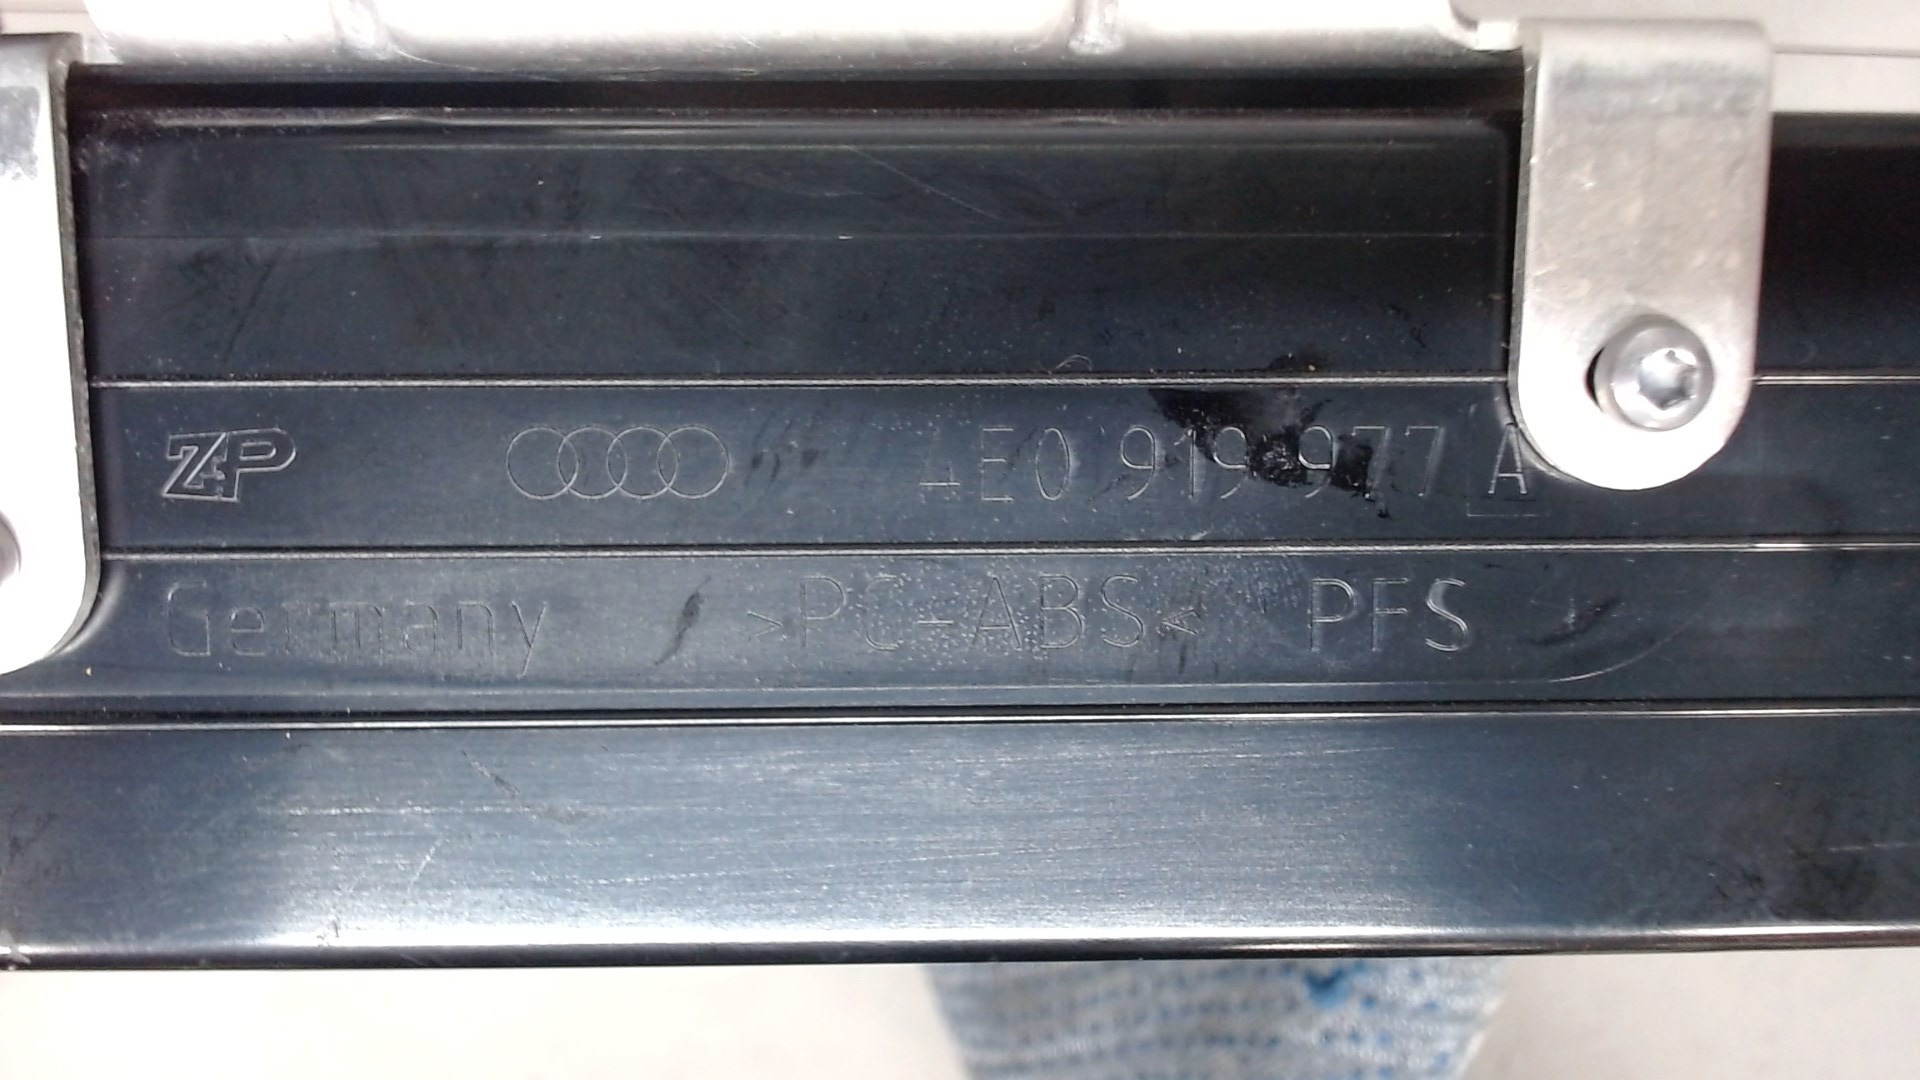 ZP 4E0 919 977 A
Germany >PC-ABS< PFS